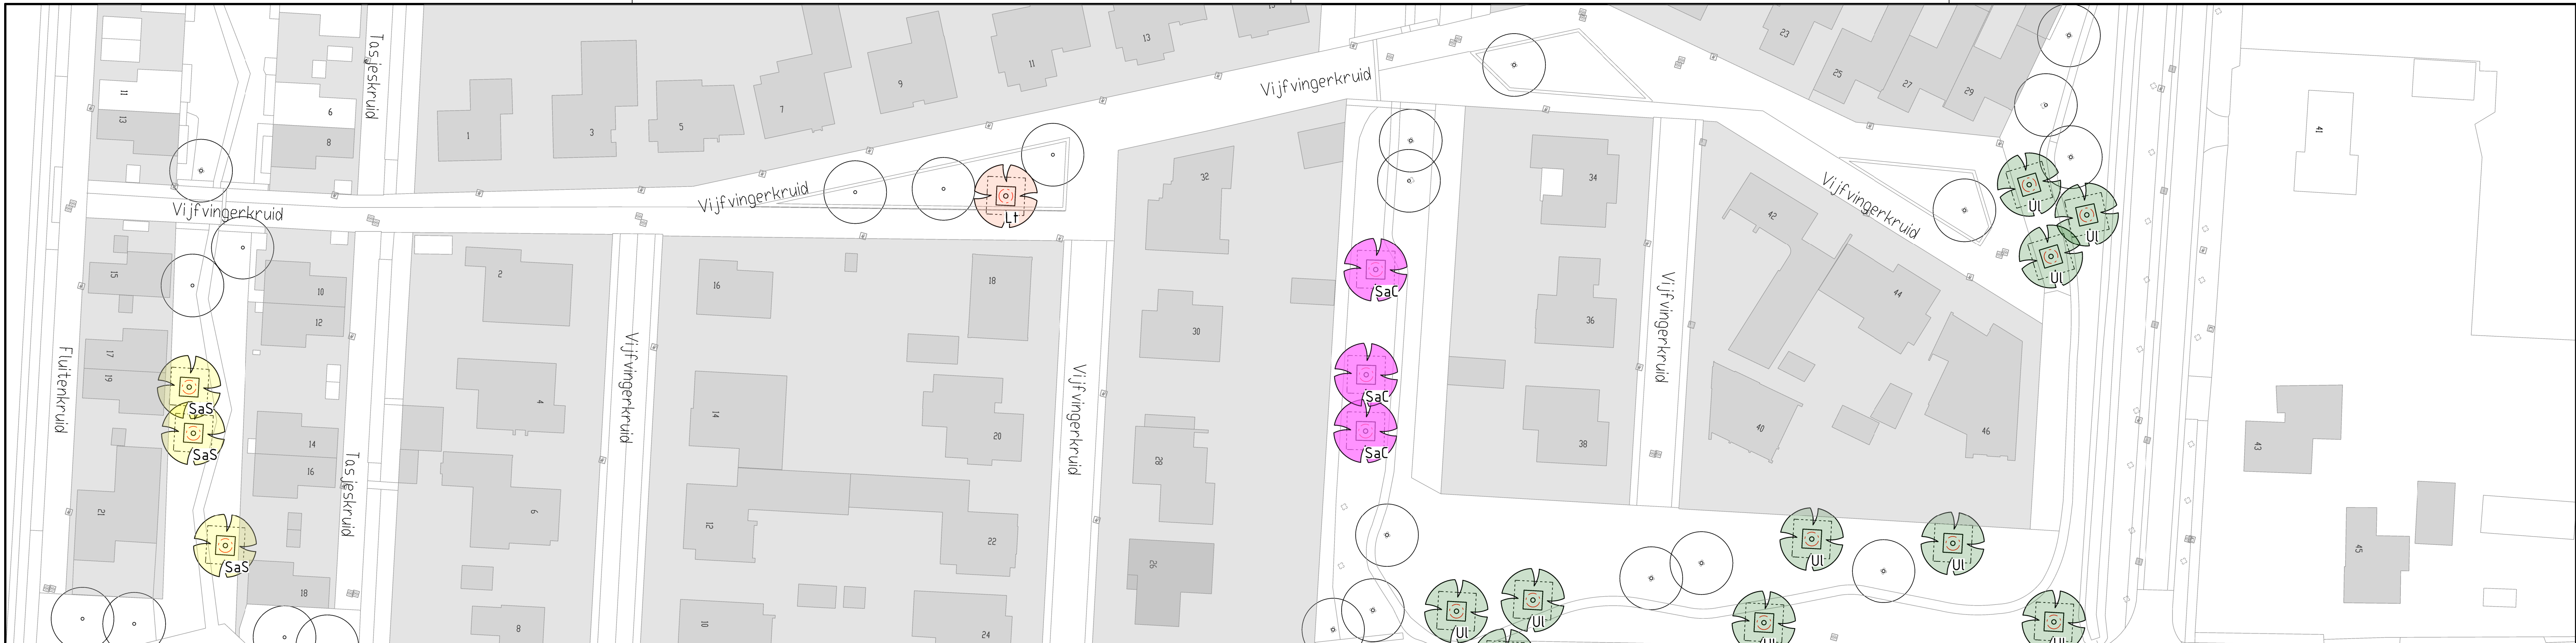 Tasjeskruid
11
13
6
8
1
3
5
7
9
11
13
23
25
27
29
41
Vijfvingerkruid
Vijfvingerkruid
Vijfvingerkruid
Vijfvingerkruid
Lt
32
34
42
Ul
Ul
Ul
15
10
12
2
16
18
SaC
30
36
44
Fluitenkruid
17
19
SaS
SaS
14
16
Tasjeskruid
Vijfvingerkruid
4
14
20
Vijfvingerkruid
SaC
SaC
28
38
Vijfvingerkruid
40
46
43
21
SaS
18
6
12
22
26
Ul
Ul
45
8
10
24
Ul
Ul
Ul
Ul